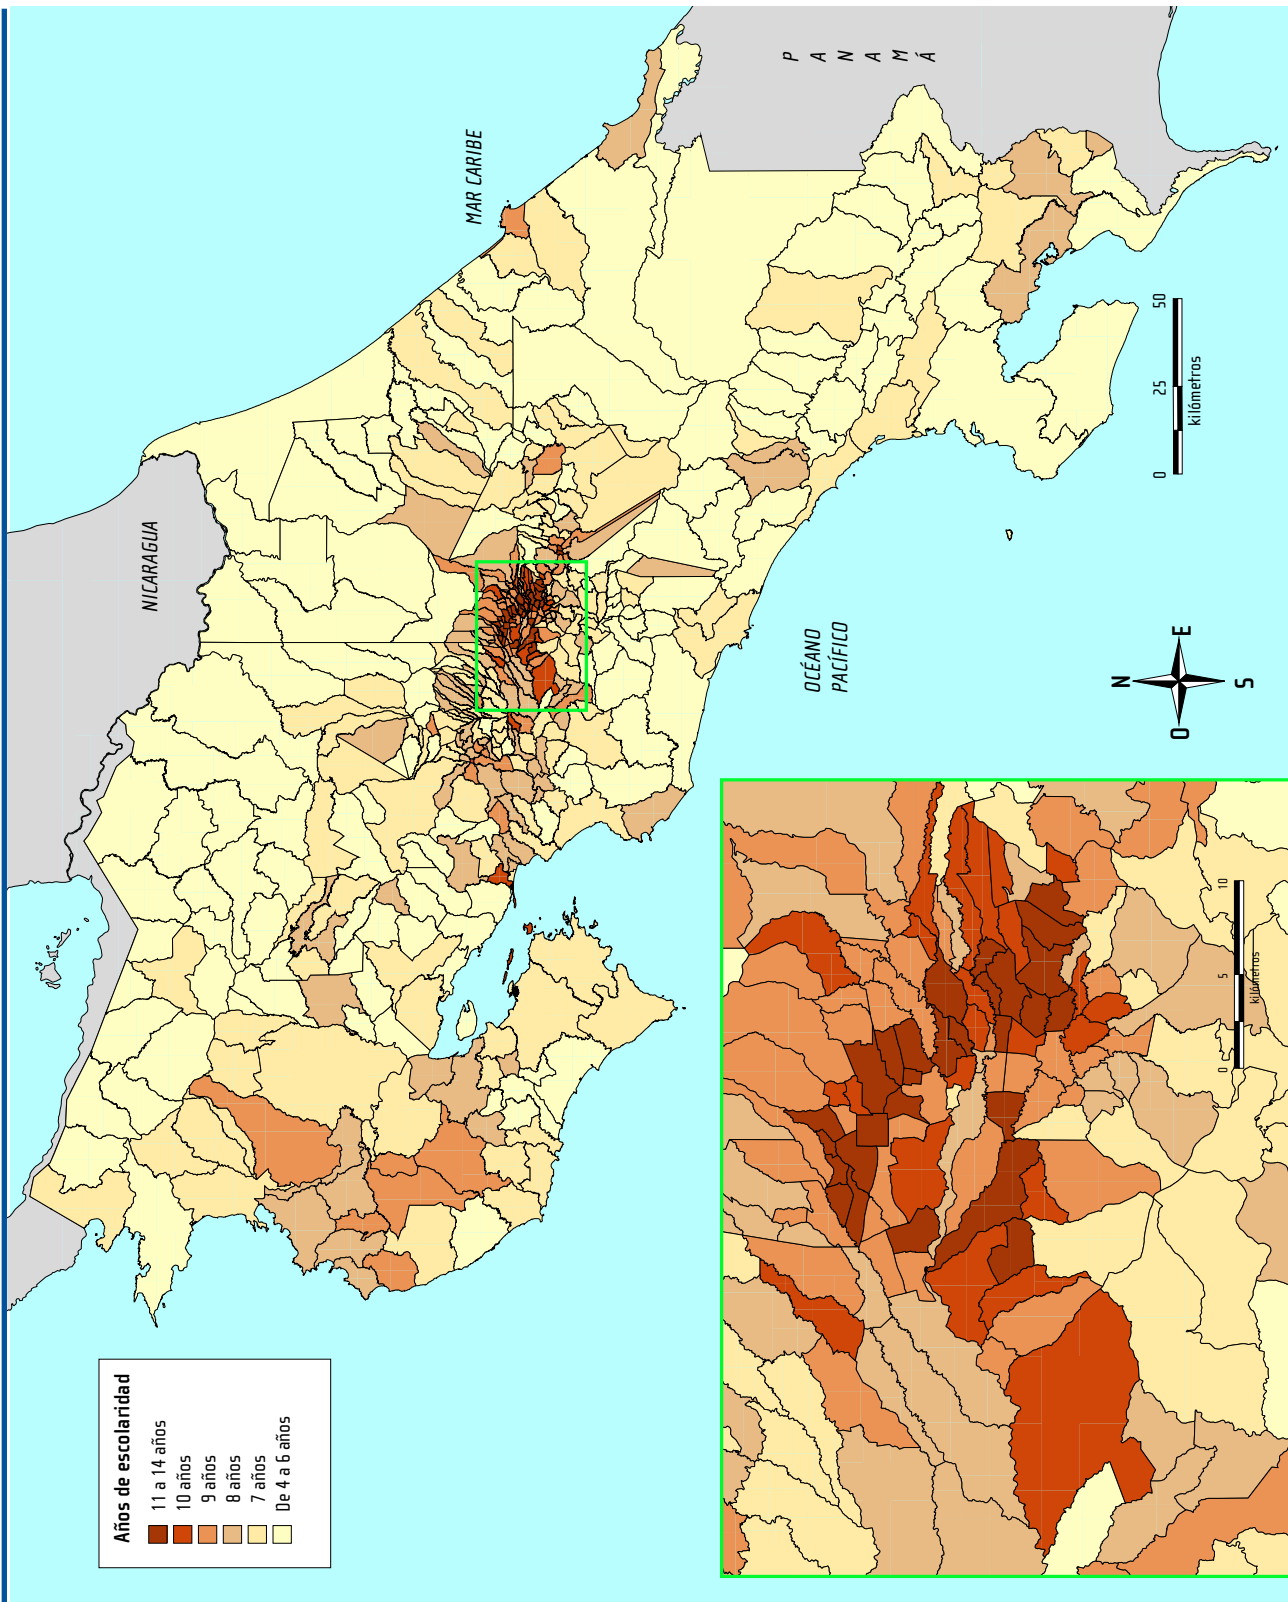 NICARAGUA
MAR CARIBE
P A N A M Á
OCÉANO
PACÍFICO
Años de escolaridad
11 a 14 años
10 años
9 años
8 años
7 años
De 4 a 6 años
N
O
E
S
0 25 50
kilómetros
0 5 10
kilómetros